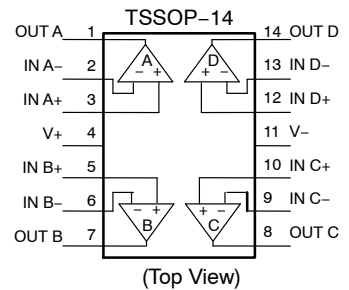 TSSOP−14
OUT A 1 14 OUT D
IN A− 2 A D 13 IN D−
− + + −
IN A+ 3 12 IN D+
V+ 4 11 V−
IN B+ 5 10 IN C+
IN B− 6 − + + − 9 IN C−
B C
OUT B 7 8 OUT C
(Top View)